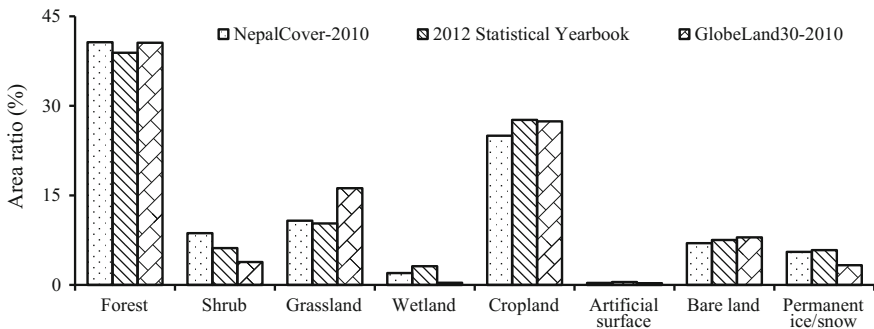 45
NepalCover-2010 2012 Statistical Yearbook GlobeLand30-2010
30
15
0
Area ratio (%)
Forest Shrub Grassland Wetland Cropland Artificial surface Bare land Permanent ice/snow